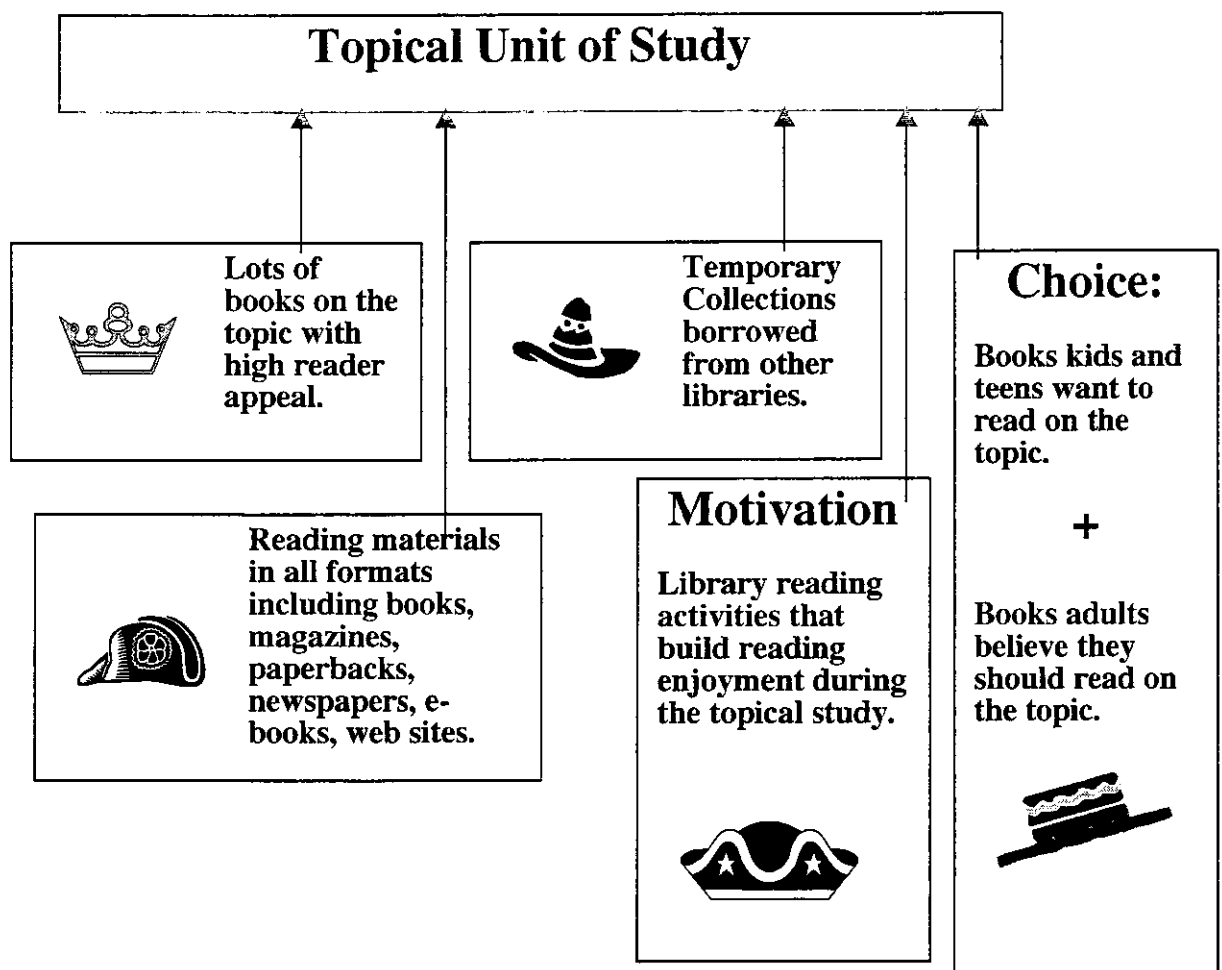 Topical Unit of Study
Lots of
books on the
topic with
high reader
appeal.
Temporary
Collections
borrowed
from other
libraries.
Choice:
Books kids and
teens want to
read on the
topic.
+
Books adults
believe they
should read on
the topic.
Reading materials
in all formats
including books,
magazines,
paperbacks,
newspapers, e-
books, web sites.
Motivation
Library reading
activities that
build reading
enjoyment during
the topical study.